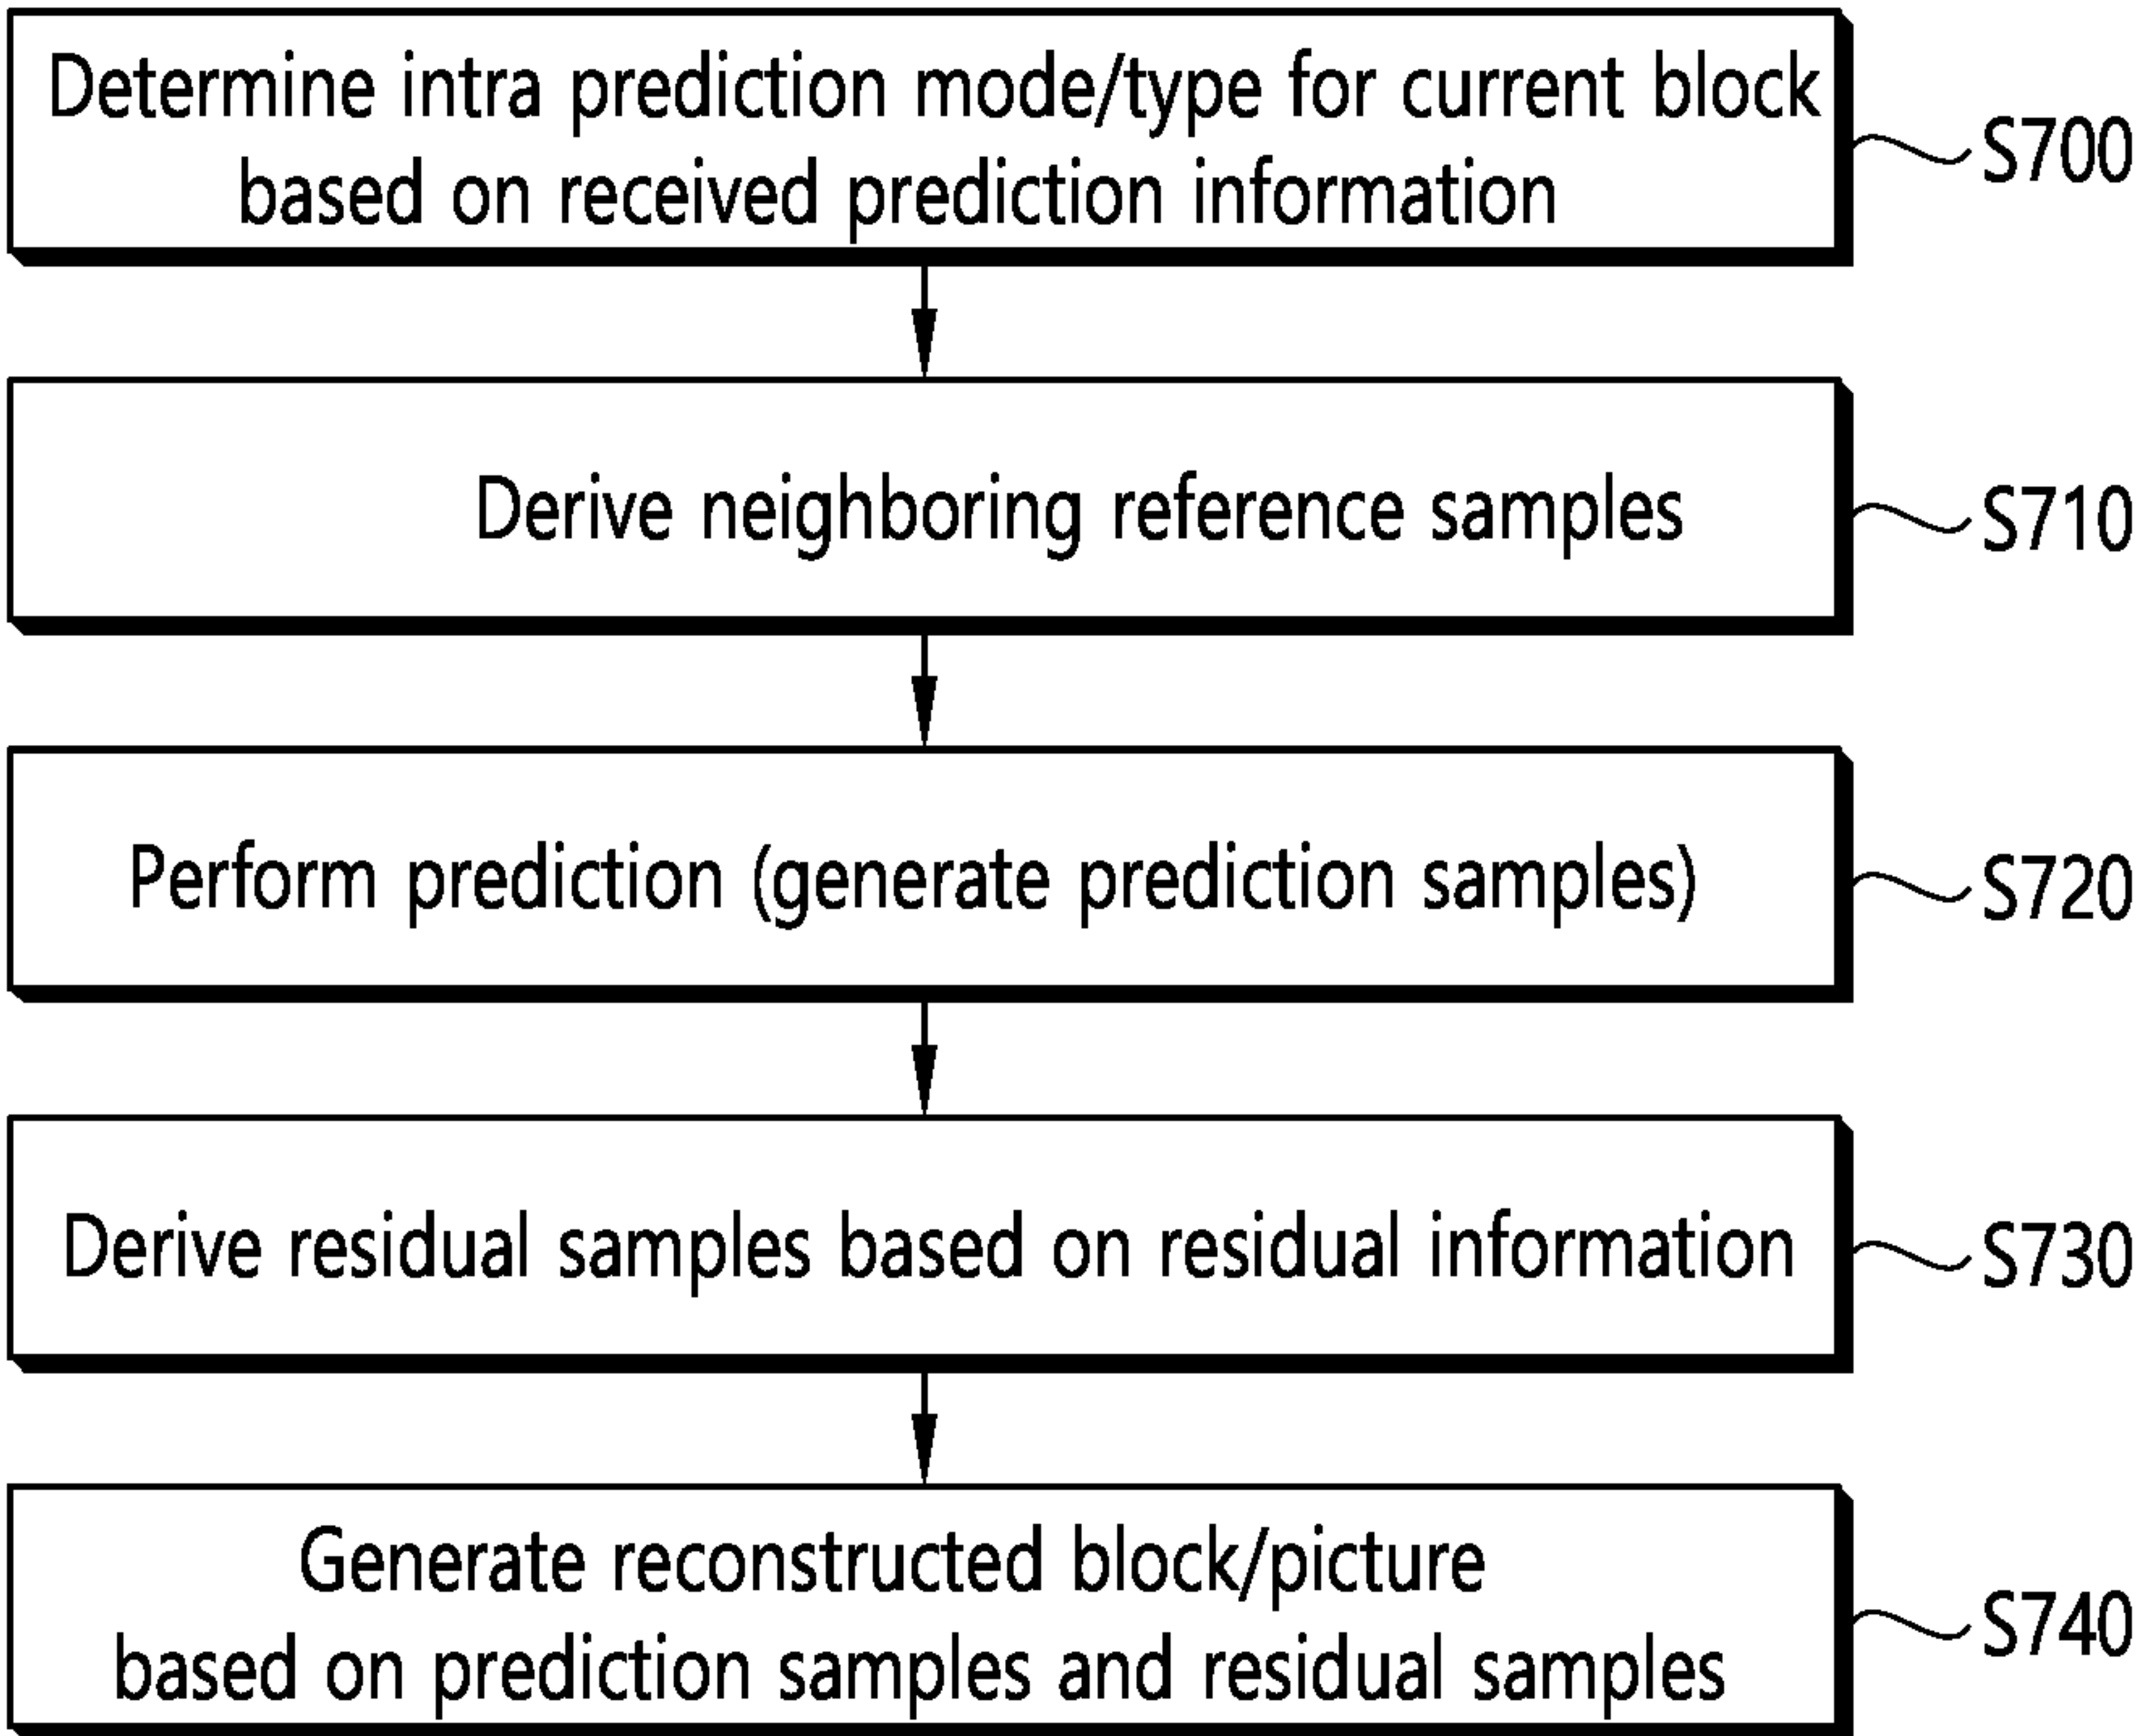 Determine intra prediction mode/type for current block
based on received prediction information
S700
Derive neighboring reference samples
S710
Perform prediction (generate prediction samples)
S720
Derive residual samples based on residual information
S730
Generate reconstructed block/picture
based on prediction samples and residual samples
S740